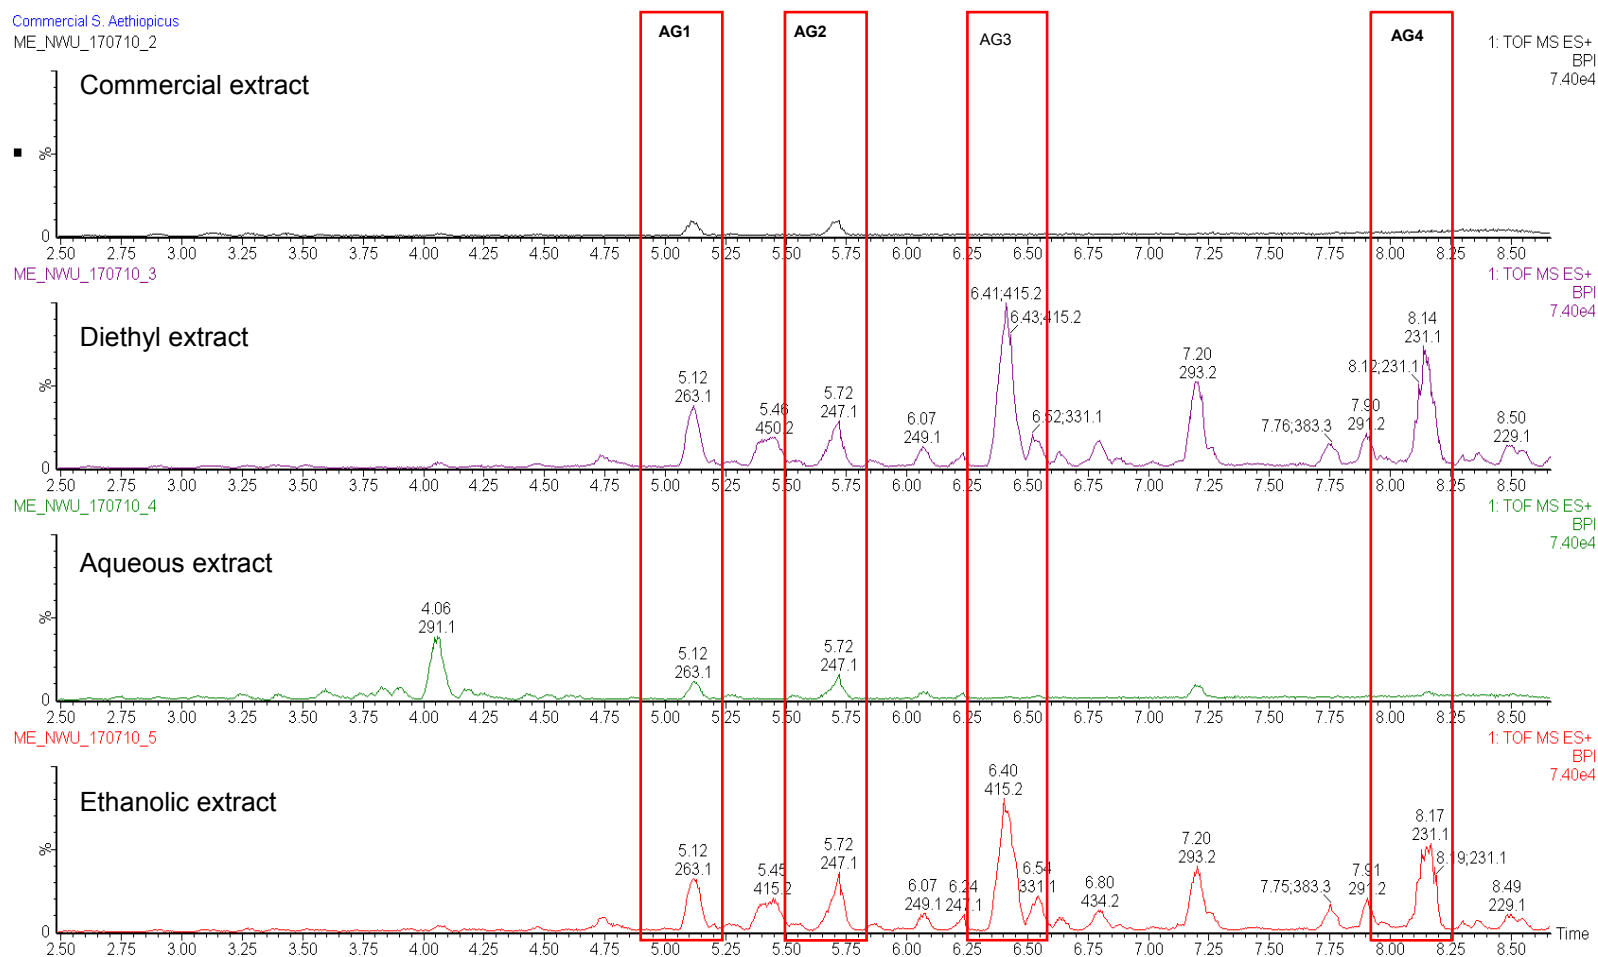 Commercial S. Aethiopicus
ME_NWU_170710_2
AG1
AG2
AG3
AG4
1: TOF MS ES+
BPI
7.40e4
Commercial extract
%
0
2.50 2.75 3.00 3.25 3.50 3.75 4.00 4.25 4.50 4.75 5.00 5.25 5.50 5.75 6.00 6.25 6.50 6.75 7.00 7.25 7.50 7.75 8.00 8.25 8.50
ME_NWU_170710_3
1: TOF MS ES+
BPI
7.40e4
Diethyl extract
%
0
5.12
263.1
5.46
450.2
5.72
247.1
6.07
249.1
6.41;415.2
6.43;415.2
6.52;331.1
7.20
293.2
7.76;383.3
7.90
291.2
8.12;231.1
8.14
231.1
8.50
229.1
2.50 2.75 3.00 3.25 3.50 3.75 4.00 4.25 4.50 4.75 5.00 5.25 5.50 5.75 6.00 6.25 6.50 6.75 7.00 7.25 7.50 7.75 8.00 8.25 8.50
ME_NWU_170710_4
1: TOF MS ES+
BPI
7.40e4
Aqueous extract
%
0
4.06
291.1
5.12
263.1
5.72
247.1
2.50 2.75 3.00 3.25 3.50 3.75 4.00 4.25 4.50 4.75 5.00 5.25 5.50 5.75 6.00 6.25 6.50 6.75 7.00 7.25 7.50 7.75 8.00 8.25 8.50
ME_NWU_170710_5
1: TOF MS ES+
BPI
7.40e4
Ethanolic extract
%
0
5.12
263.1
5.45
415.2
5.72
247.1
6.07
249.1
6.24
247.1
6.40
415.2
6.54
331.1
6.80
434.2
7.20
293.2
7.75;383.3
7.91
291.2
8.17
231.1
8.19;231.1
8.49
229.1
Time
2.50 2.75 3.00 3.25 3.50 3.75 4.00 4.25 4.50 4.75 5.00 5.25 5.50 5.75 6.00 6.25 6.50 6.75 7.00 7.25 7.50 7.75 8.00 8.25 8.50